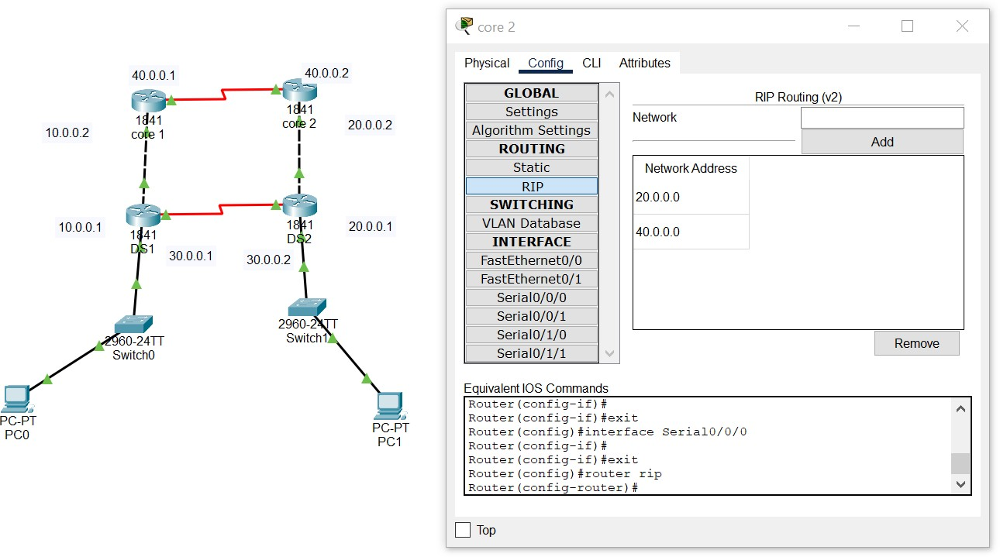 40.0.0.1
40.0.0.2
1841
core 1
1841
core 2
10.0.0.2
20.0.0.2
10.0.0.1
1841
DS1
1841
DS2
20.0.0.1
30.0.0.1
30.0.0.2
2960-24TT
Switch0
2960-24TT
Switch1
PC-PT
PC0
PC-PT
PC1
core 2
Physical Config CLI Attributes
GLOBAL
Settings
Algorithm Settings
ROUTING
Static
RIP
SWITCHING
VLAN Database
INTERFACE
FastEthernet0/0
FastEthernet0/1
Serial0/0/0
Serial0/0/1
Serial0/1/0
Serial0/1/1
RIP Routing (v2)
Network
Add
Network Address
20.0.0.0
40.0.0.0
Remove
Equivalent IOS Commands
Router(config-if)#
Router(config-if)#exit
Router(config)#interface Serial0/0/0
Router(config-if)#
Router(config-if)#exit
Router(config)#router rip
Router(config-router)#
Top